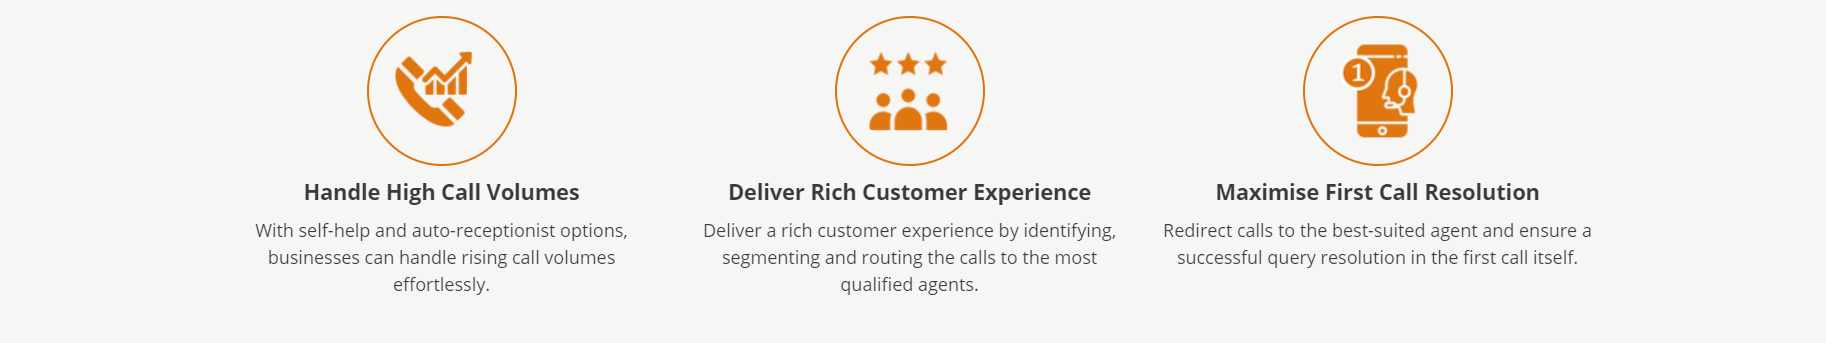 1
Handle High Call Volumes
With self-help and auto-receptionist options,
businesses can handle rising call volumes
effortlessly.
Deliver Rich Customer Experience
Deliver a rich customer experience by identifying,
segmenting and routing the calls to the most
qualified agents.
Maximise First Call Resolution
Redirect calls to the best-suited agent and ensure a
successful query resolution in the first call itself.